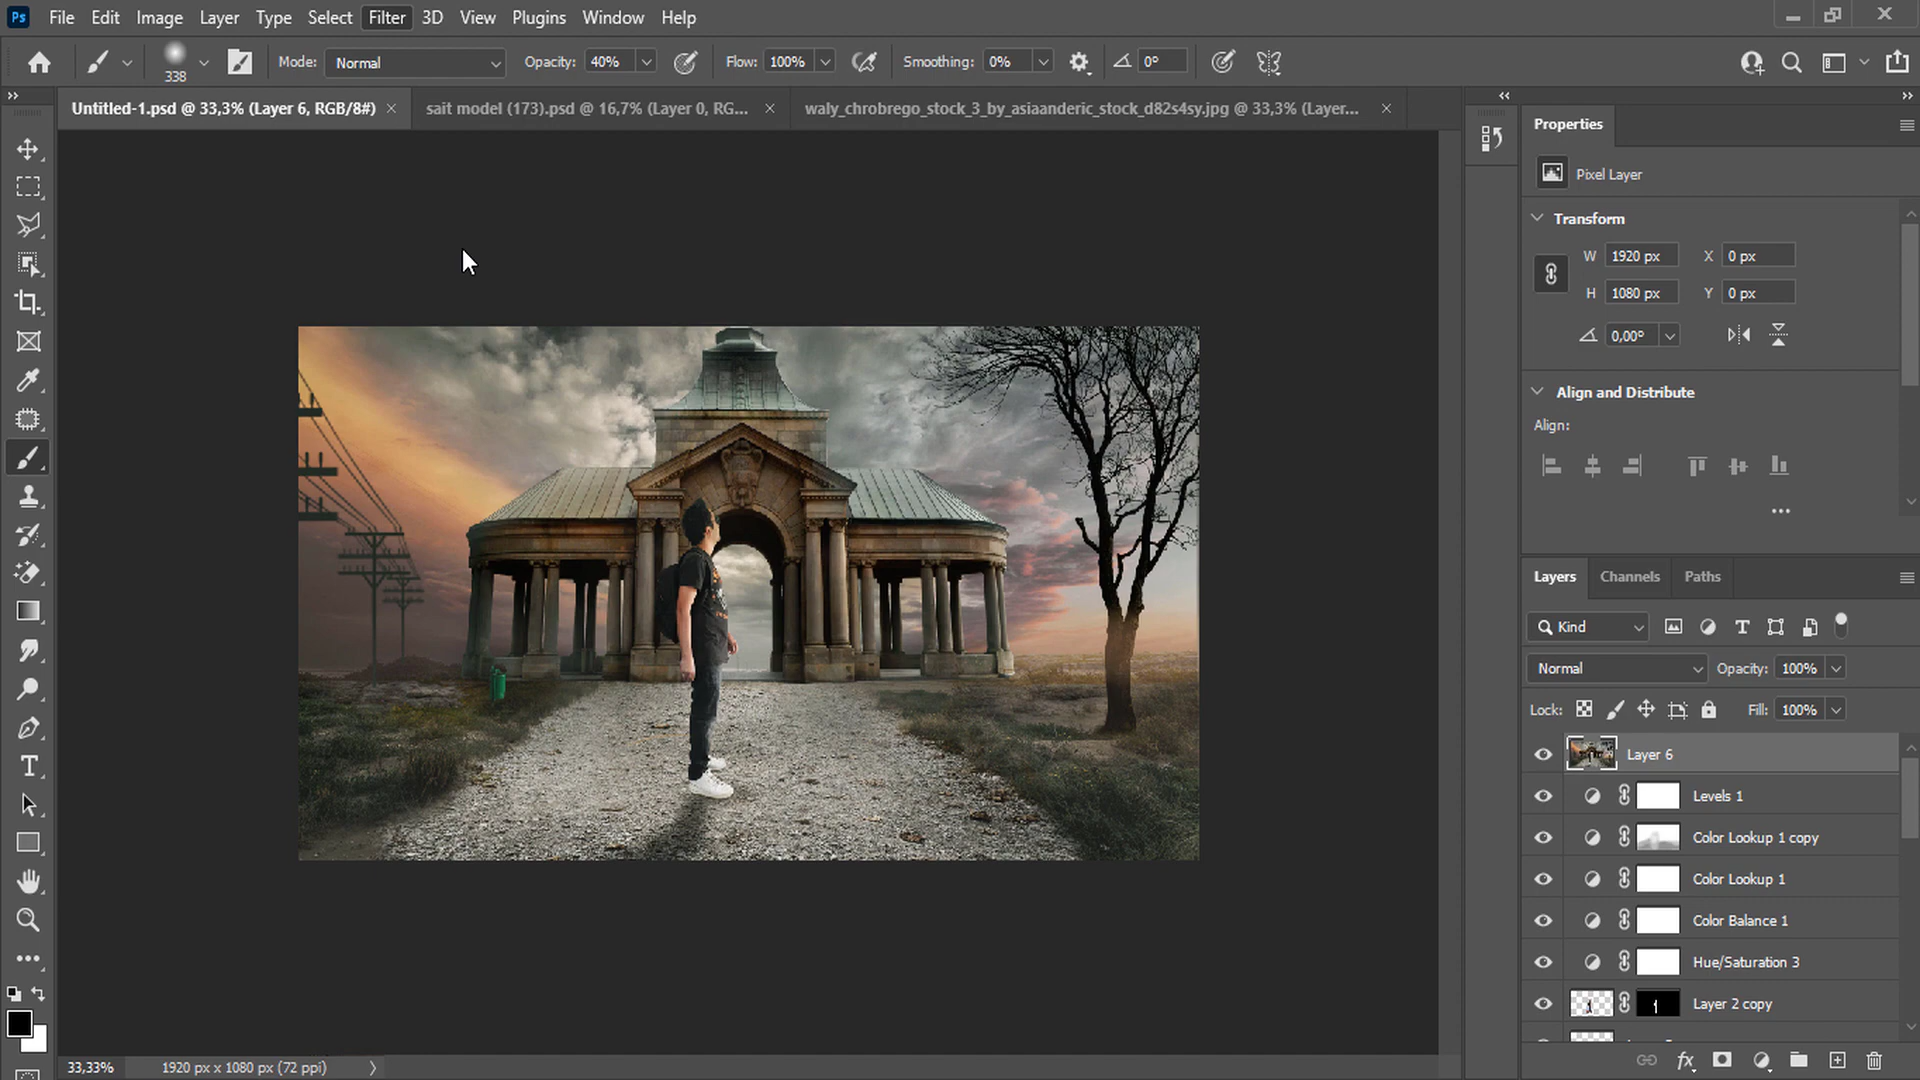 Ps File Edit Image Layer Type Select Filter 3D View Plugins Window Help
338 Mode: Normal Opacity: 40% Flow: 100% Smoothing: 0% 0°
Untitled-1.psd @ 33,3% (Layer 6, RGB/8#) sait model (173).psd @ 16,7% (Layer 0, RG... waly_chrobrego_stock_3_by_asiaanderic_stock_d82s4sy.jpg @ 33,3% (Layer...
Properties
Pixel Layer
Transform
W 1920 px X 0 px
H 1080 px Y 0 px
0,00°
Align and Distribute
Align:
Layers Channels Paths
Kind
Normal Opacity: 100%
Lock: Fill: 100%
Layer 6
Levels 1
Color Lookup 1 copy
Color Lookup 1
Color Balance 1
Hue/Saturation 3
Layer 2 copy
33,33% 1920 px x 1080 px (72 ppi)